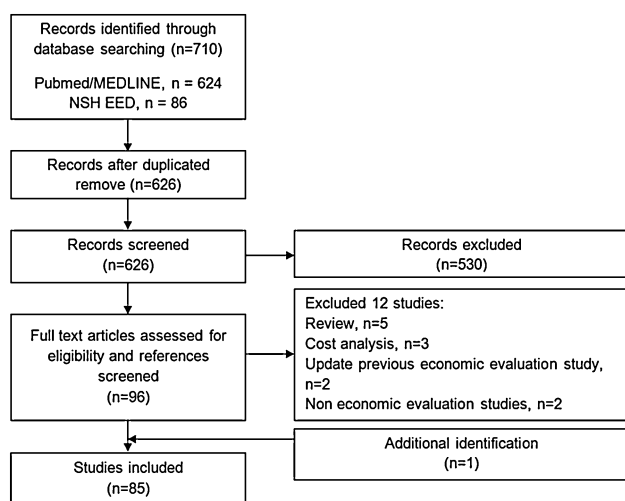 Records identified through
database searching (n=710)
Pubmed/MEDLINE, n = 624
NSH EED, n = 86
Records after duplicated
remove (n=626)
Records screened
(n=626)
Records excluded
(n=530)
Full text articles assessed for
eligibility and references
screened
(n=96)
Excluded 12 studies:
Review, n=5
Cost analysis, n=3
Update previous economic evaluation study,
n=2
Non economic evaluation studies, n=2
Additional identification
(n=1)
Studies included
(n=85)